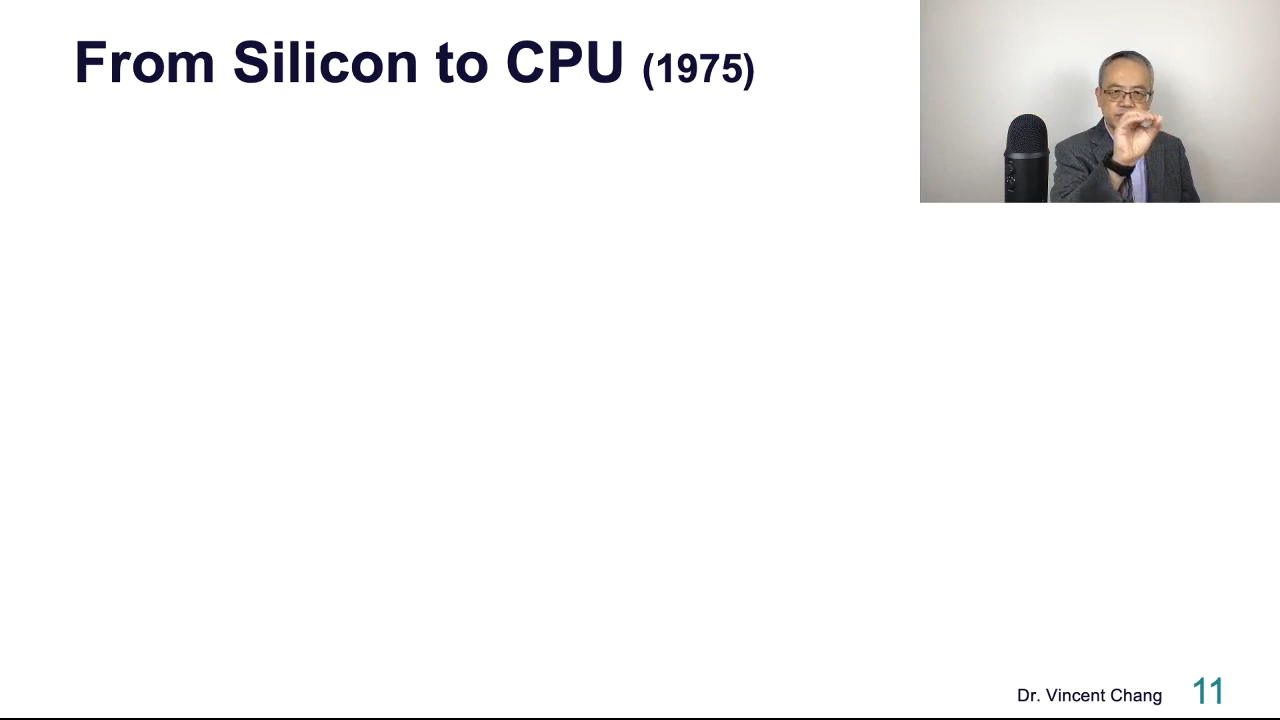 From Silicon to CPU (1975)
Dr. Vincent Chang 11